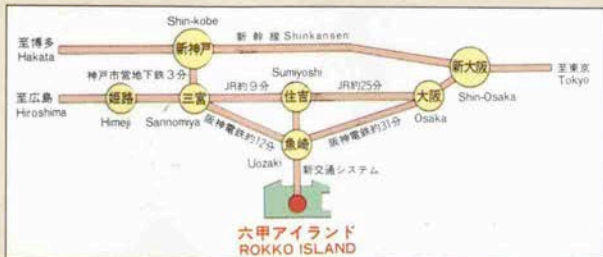 Shin-kobe
至博多
Hakata
新神戸
新幹線 Shinkansen
新大阪
至東京
Tokyo
Shin-Osaka
神戸市営地下鉄3分
JR約9分
Sumiyoshi
JR約25分
至広島
Hiroshima
姫路
三宮
住吉
大阪
Himeji
Sannomiya
Osaka
阪神電鉄約12分
魚崎
阪神電鉄約31分
Uozaki
新交通システム
六甲アイランド
ROKKO ISLAND